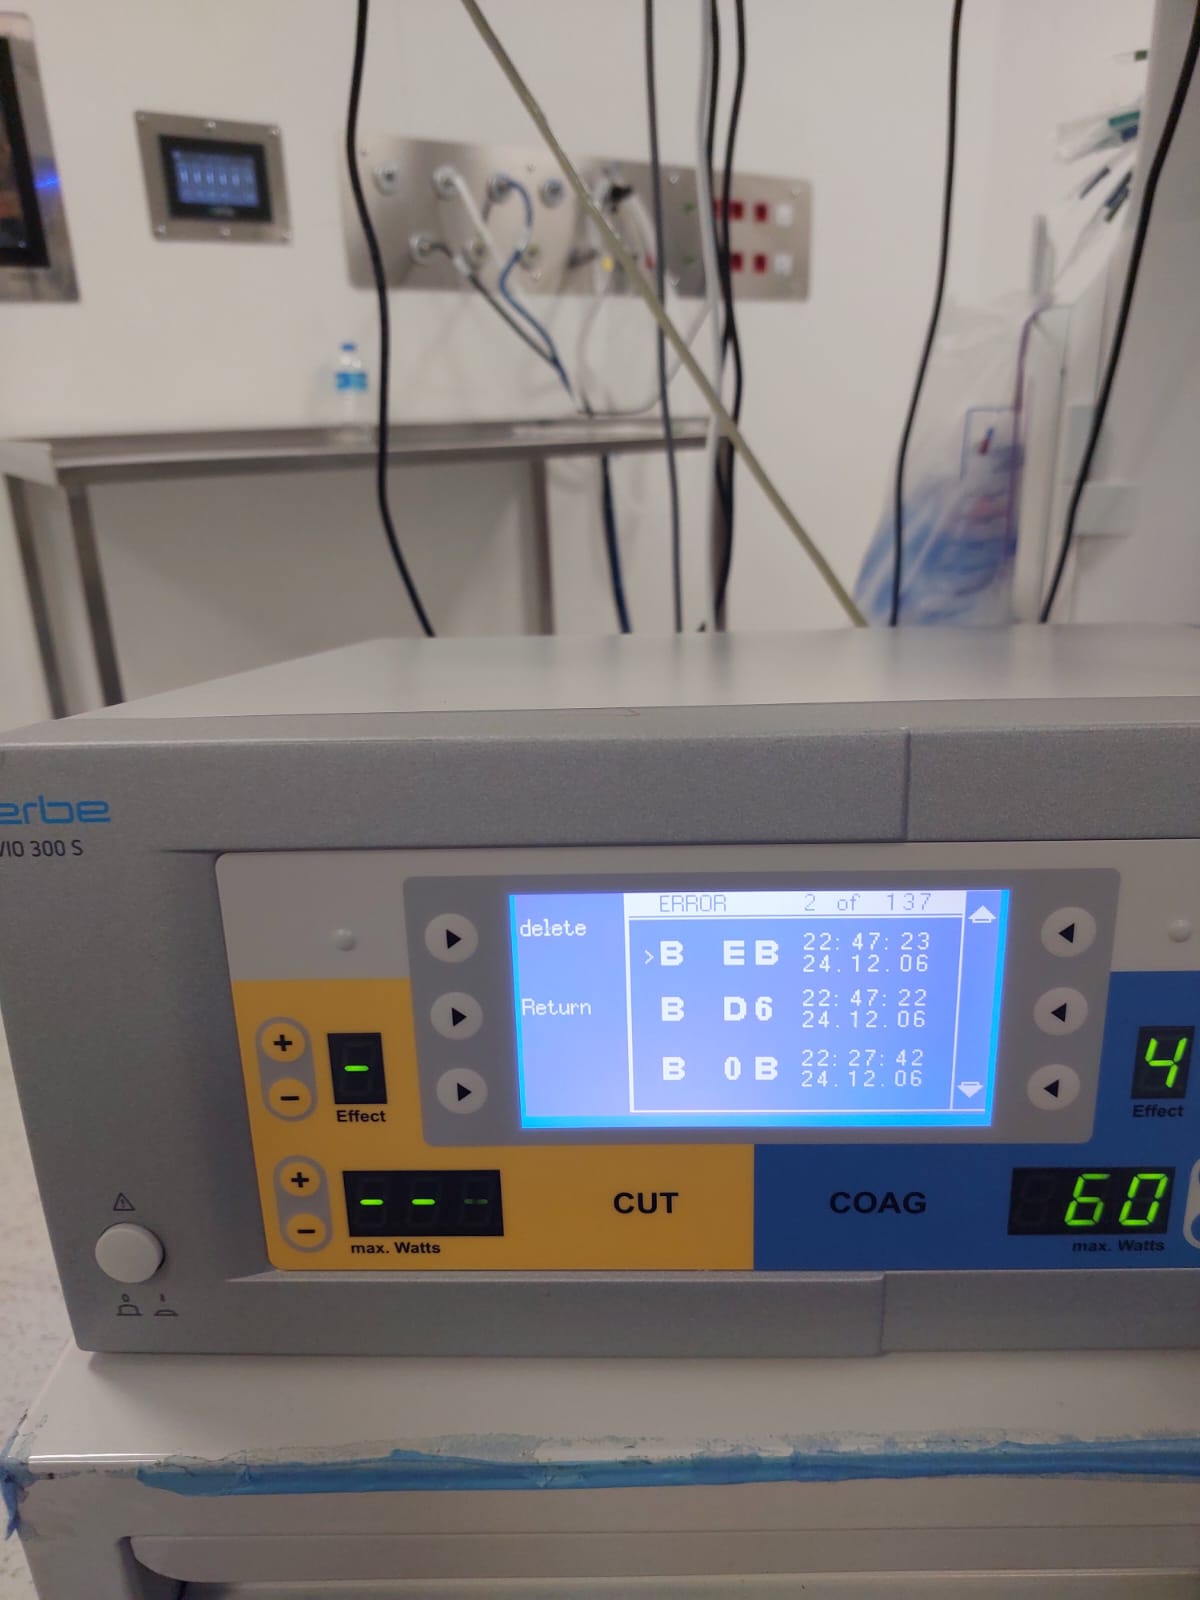 erbe
VIO 300 S
ERROR 2 of 137
delete
>B EB 22:47:23
24.12.06
Return
B D6 22:47:22
24.12.06
B 0B 22:27:42
24.12.06
+
-
-
Effect
4
Effect
+
-
- - -
max. Watts
CUT
COAG
60
max. Watts